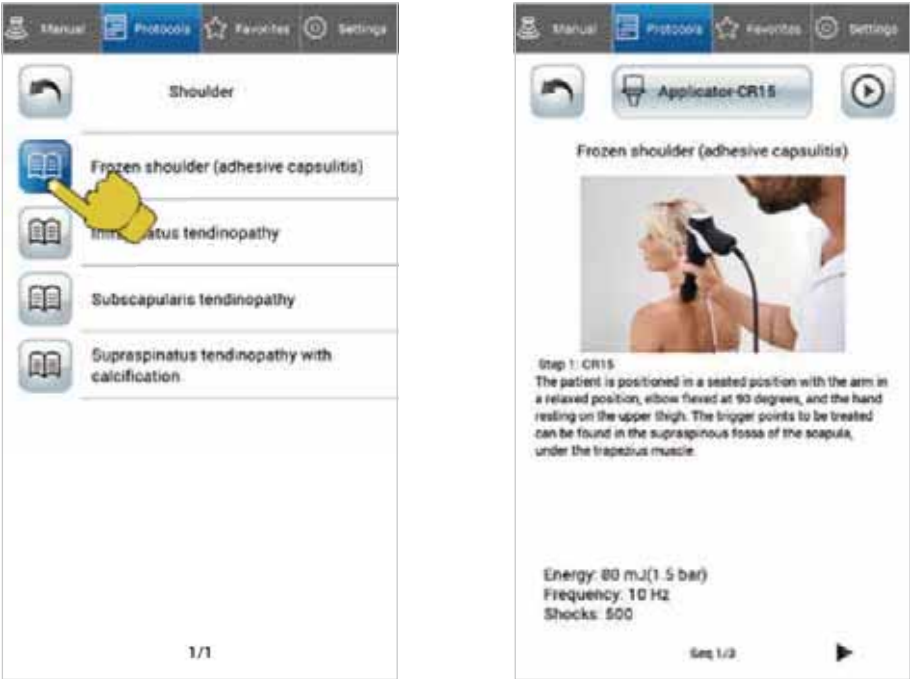 Manual Protocols Favorites Settings
Shoulder
Frozen shoulder (adhesive capsulitis)
tendinopathy
Subscapularis tendinopathy
Supraspinatus tendinopathy with
calcification
1/1
Manual Protocols Favorites Settings
Applicator CR15
Frozen shoulder (adhesive capsulitis)
Step 1: CR15
The patient is positioned in a seated position with the arm in
a relaxed position, elbow flexed at 90 degrees, and the hand
resting on the upper thigh. The trigger points to be treated
can be found in the supraspinous fossa of the scapula,
under the trapezius muscle.
Energy: 80 mJ(1.5 bar)
Frequency: 10 Hz
Shocks: 500
Seq 1/3